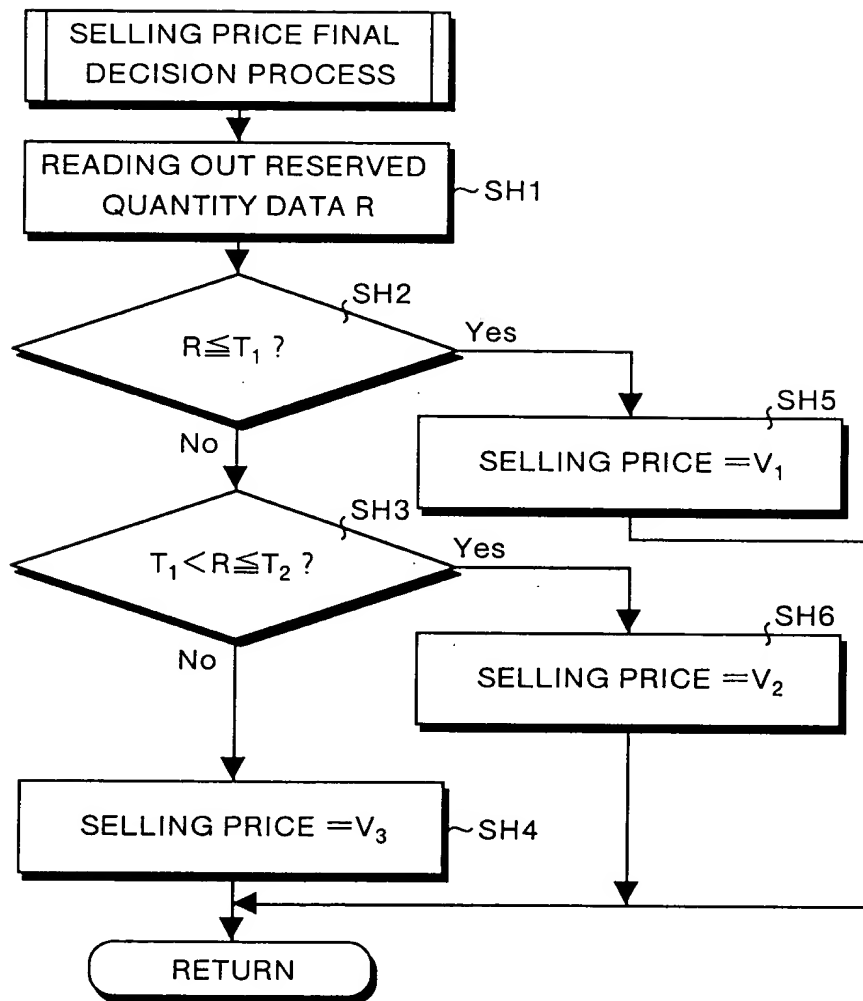 SELLING PRICE FINAL
DECISION PROCESS
READING OUT RESERVED
QUANTITY DATA R
SH1
SH2
R≦T₁ ?
Yes
No
SH5
SELLING PRICE =V₁
SH3
T₁<R≦T₂ ?
Yes
No
SH6
SELLING PRICE =V₂
SELLING PRICE =V₃
SH4
RETURN